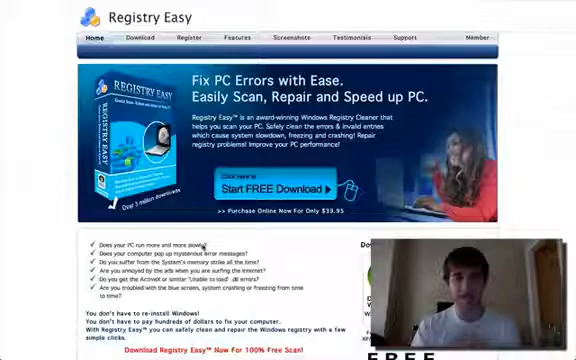 Registry Easy
Home Download Register Features Screenshots Testimonials Support Member
REGISTRY EASY
REGISTRY EASY
Over 3 million downloads
Fix PC Errors with Ease.
Easily Scan, Repair and Speed up PC.
Registry Easy™ is an award-winning Windows Registry Cleaner that
helps you scan your PC. Safely clean the errors & invalid entries
which cause system slowdown, freezing and crashing! Repair
registry problems! Improve your PC performance!
Click Here to
Start FREE Download
>> Purchase Online Now For Only $39.95
Does your PC run more and more slowly?
Does your computer pop up mysterious error messages?
Do you suffer from the System's memory strike all the time?
Are you annoyed by the ads when you are surfing the internet?
Do you get the ActiveX or similar "Unable to load" .dll errors?
Are you troubled with the blue screen, system crashing or freezing from time
to time?
You don't have to re-install Windows!
You don't have to pay hundreds of dollars to fix your computer.
With Registry Easy™ you can safely clean and repair the Windows registry with a few
simple clicks.
Download Registry Easy™ Now For 100% Free Scan!
FREE